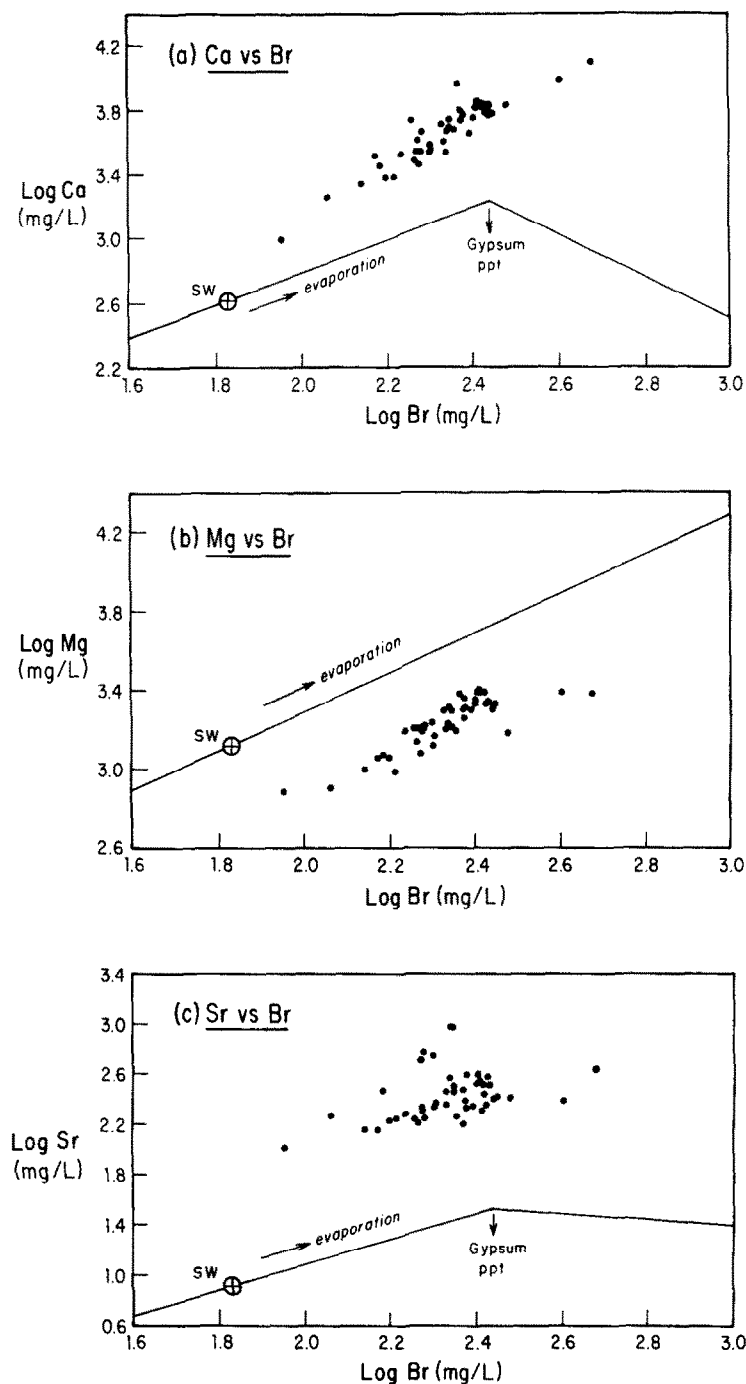 (a) Ca vs Br
4.2
3.8
3.4
Log Ca
(mg/L)
3.0
2.6
2.2
SW
evaporation
Gypsum
ppt
1.6
1.8
2.0
2.2
2.4
2.6
2.8
3.0
Log Br (mg/L)
(b) Mg vs Br
4.2
3.8
Log Mg
(mg/L)
3.4
3.0
2.6
SW
evaporation
1.6
1.8
2.0
2.2
2.4
2.6
2.8
3.0
Log Br (mg/L)
(c) Sr vs Br
3.4
3.0
2.6
2.2
Log Sr
(mg/L)
1.8
1.4
1.0
0.6
SW
evaporation
Gypsum
ppt
1.6
1.8
2.0
2.2
2.4
2.6
2.8
3.0
Log Br (mg/L)